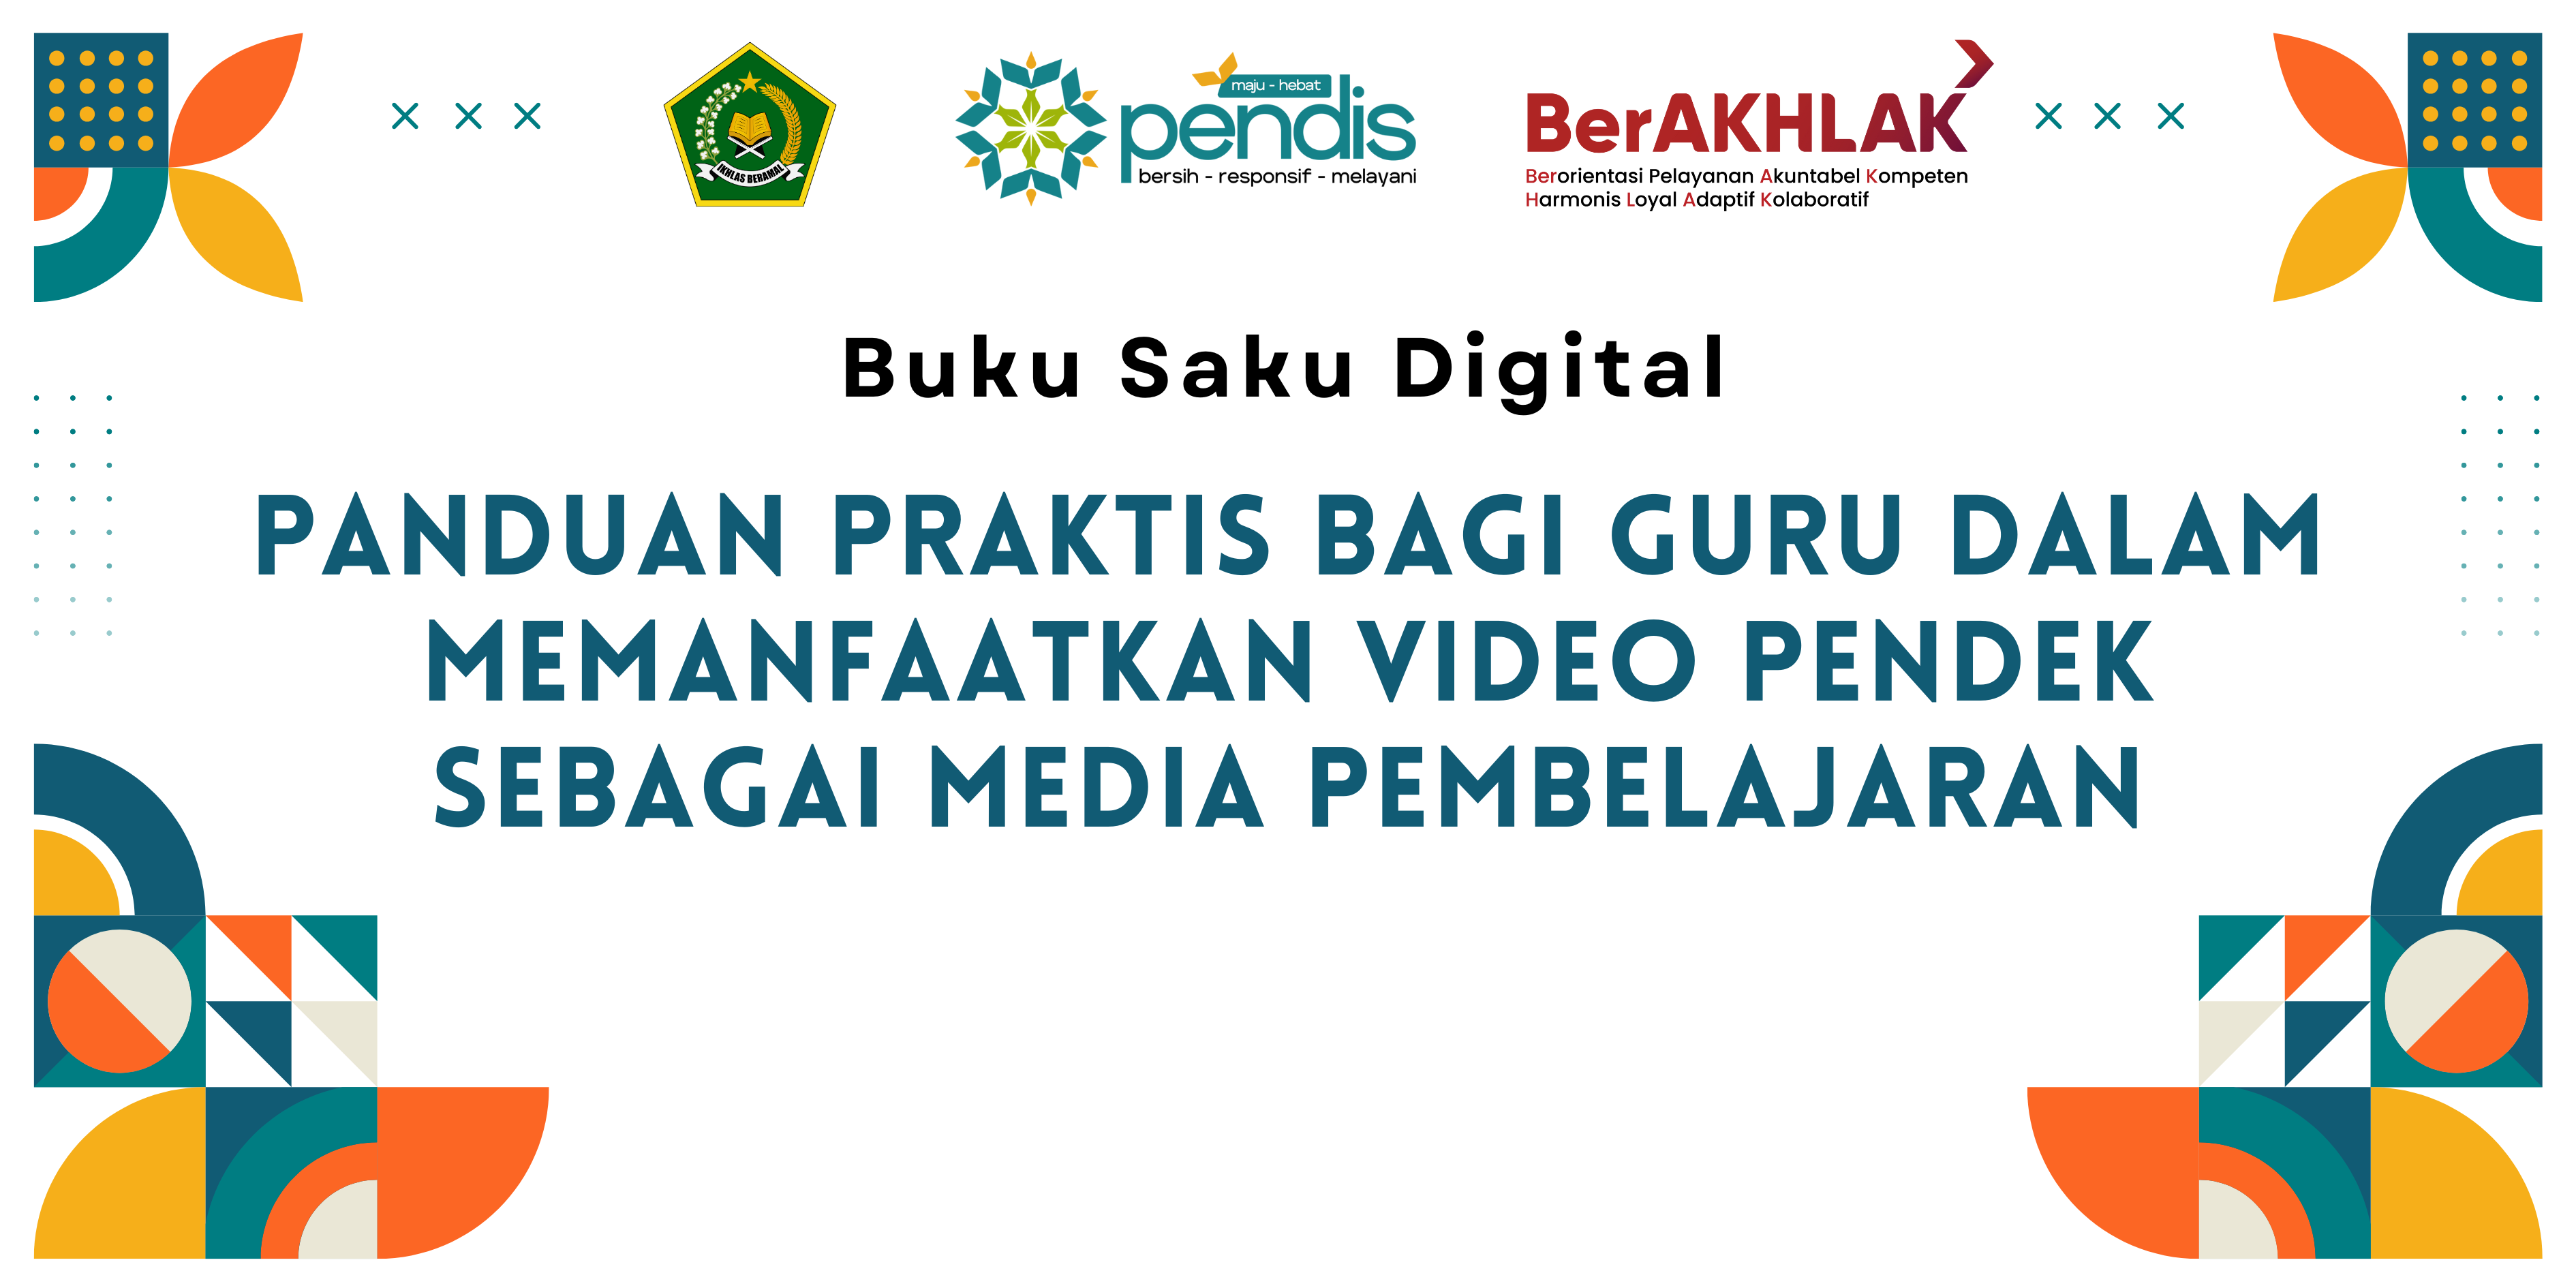 IKHLAS BERAMAL
maju - hebat
pendis
bersih - responsif - melayani
BerAKHLAK
Berorientasi Pelayanan Akuntabel Kompeten
Harmonis Loyal Adaptif Kolaboratif
Buku Saku Digital
PANDUAN PRAKTIS BAGI GURU DALAM
MEMANFAATKAN VIDEO PENDEK
SEBAGAI MEDIA PEMBELAJARAN